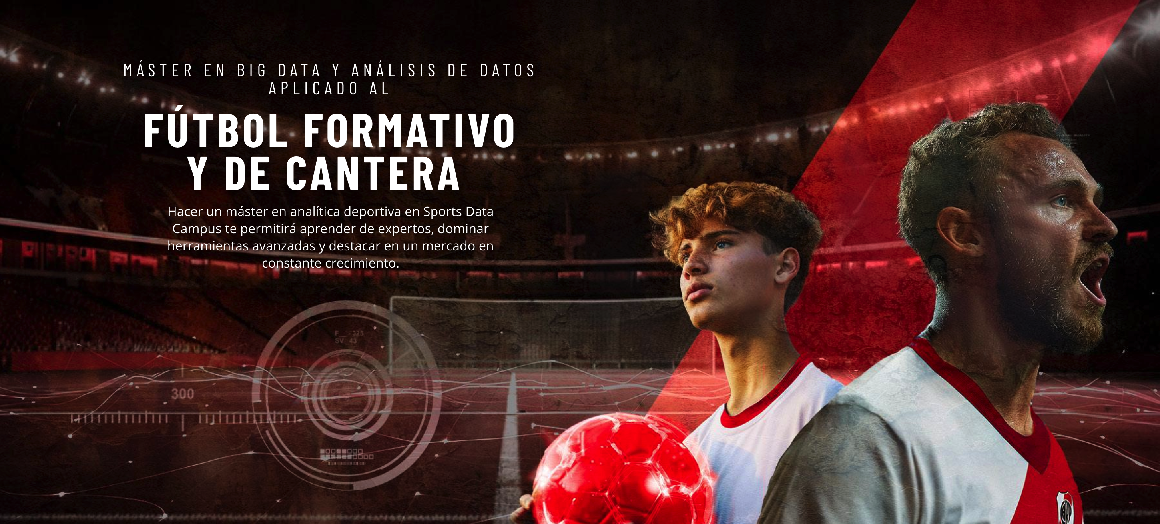 MÁSTER EN BIG DATA Y ANÁLISIS DE DATOS
APLICADO AL
FÚTBOL FORMATIVO
Y DE CANTERA
Hacer un máster en analítica deportiva en Sports Data
Campus te permitirá aprender de expertos, dominar
herramientas avanzadas y destacar en un mercado en
constante crecimiento.
300